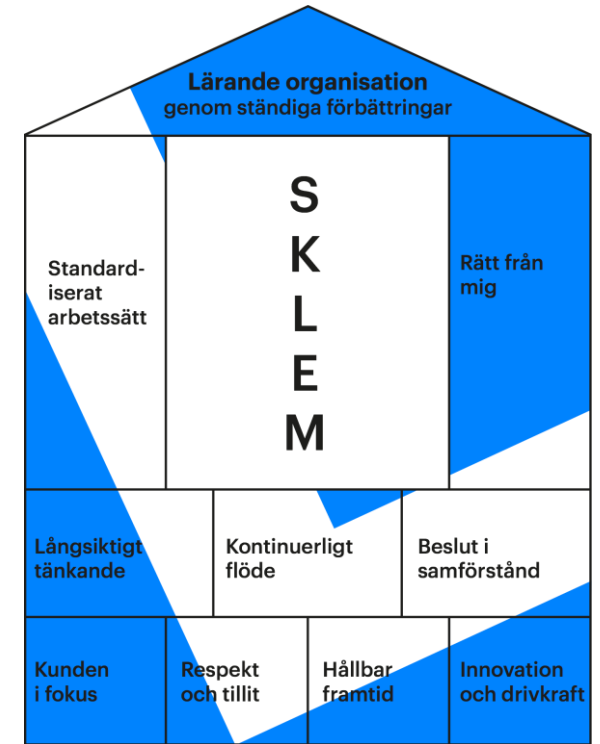 Lärande organisation
genom ständiga förbättringar
Standard-
iserat
arbetssätt
S
K
L
E
M
Rätt från
mig
Långsiktigt
tänkande
Kontinuerligt
flöde
Beslut i
samförstånd
Kunden
i fokus
Respekt
och tillit
Hållbar
framtid
Innovation
och drivkraft